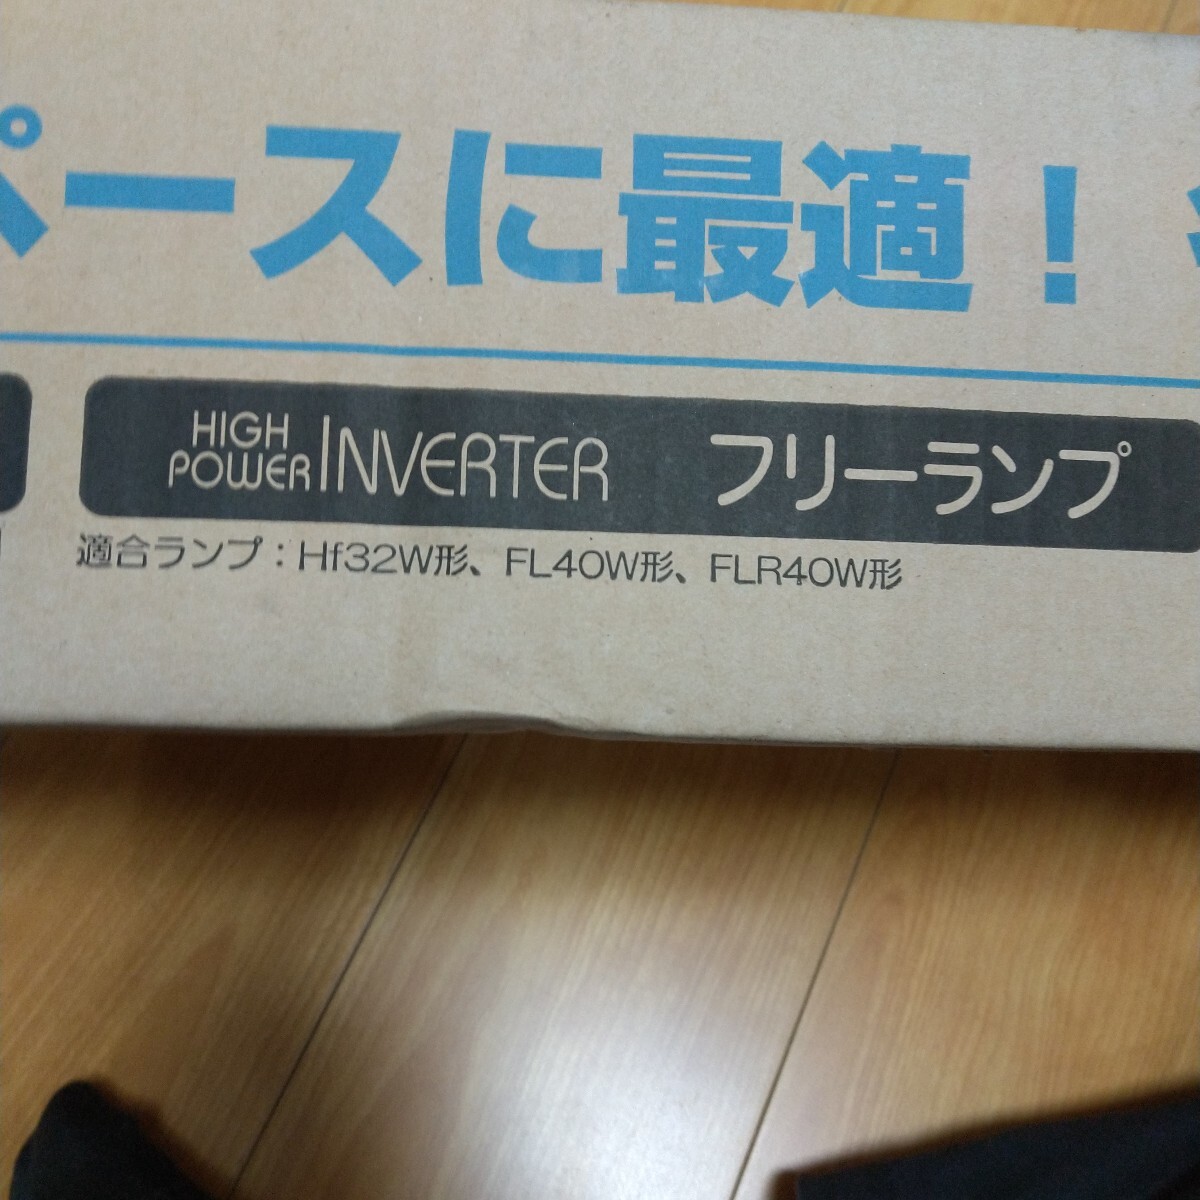 ペースに最適！
HIGH POWER INVERTER フリーランプ
適合ランプ：Hf32W形、FL40W形、FLR40W形